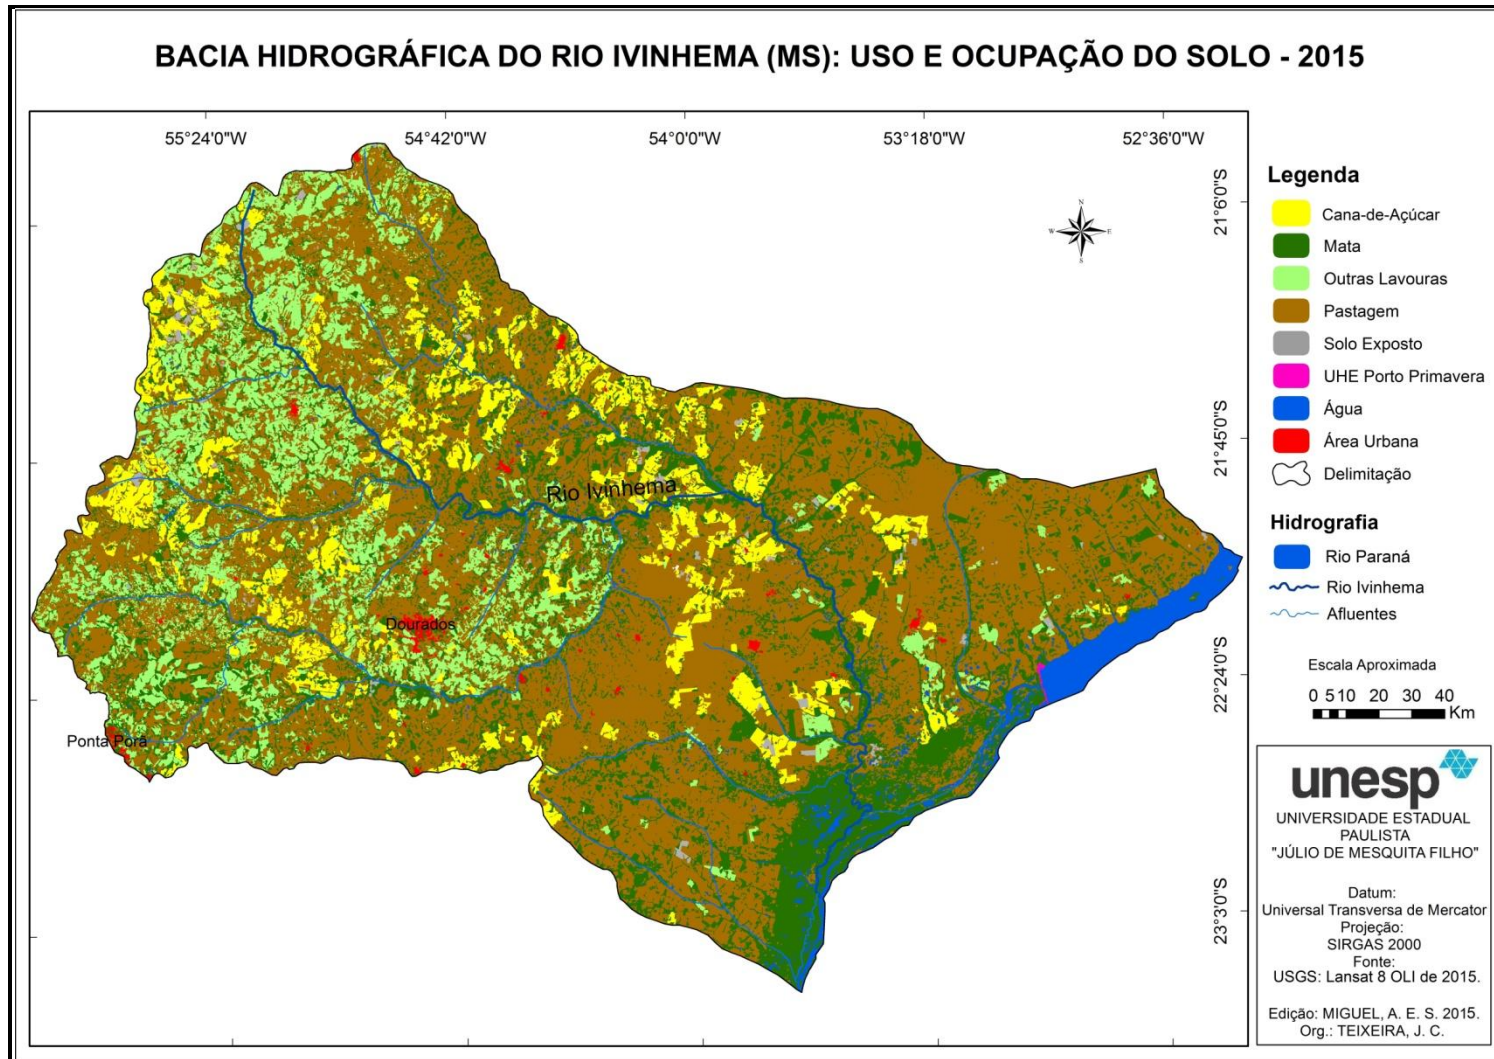 BACIA HIDROGRÁFICA DO RIO IVINHEMA (MS): USO E OCUPAÇÃO DO SOLO - 2015
55°24'0"W
54°42'0"W
54°0'0"W
53°18'0"W
52°36'0"W
N
W
E
S
21°6'0"S
21°45'0"S
22°24'0"S
23°3'0"S
Rio Ivinhema
Dourados
Ponta Porã
Legenda
Cana-de-Açúcar
Mata
Outras Lavouras
Pastagem
Solo Exposto
UHE Porto Primavera
Água
Área Urbana
Delimitação
Hidrografia
Rio Paraná
Rio Ivinhema
Afluentes
Escala Aproximada
0 5 10 20 30 40
Km
unesp
UNIVERSIDADE ESTADUAL
PAULISTA
"JÚLIO DE MESQUITA FILHO"
Datum:
Universal Transversa de Mercator
Projeção:
SIRGAS 2000
Fonte:
USGS: Lansat 8 OLI de 2015.
Edição: MIGUEL, A. E. S. 2015.
Org.: TEIXEIRA, J. C.